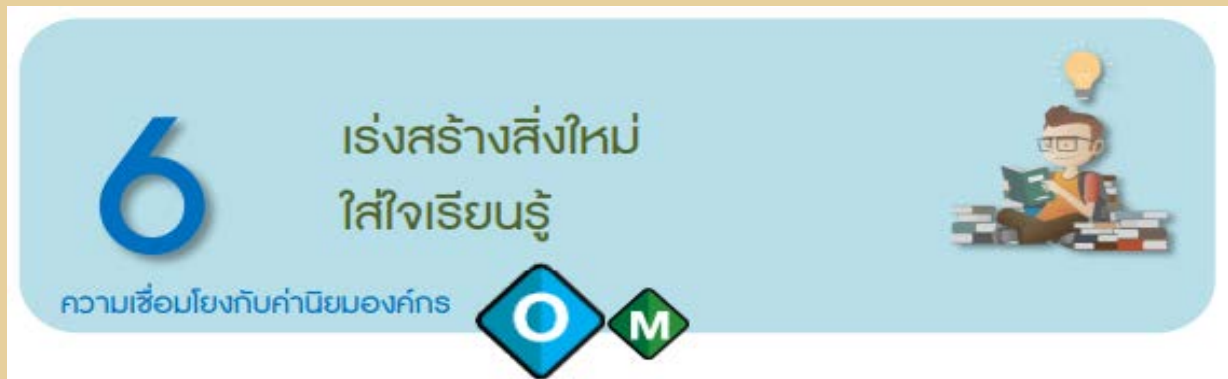 6
เร่งสร้างสิ่งใหม่
ใส่ใจเรียนรู้
ความเชื่อมโยงกับค่านิยมองค์กร
O M